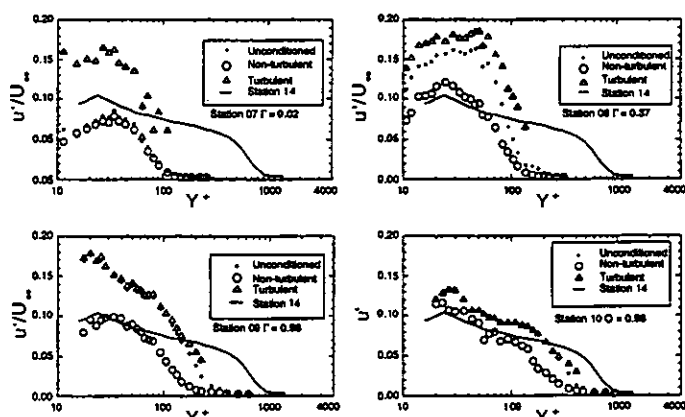 0.20
0.15
0.10
0.05
0.00
u'/U∞
10
100
1000
4000
Y +
Unconditioned
Non-turbulent
Turbulent
Station 14
Station 07 Γ = 0.02
0.20
0.15
0.10
0.05
0.00
u'/U∞
10
100
1000
4000
Y +
Unconditioned
Non-turbulent
Turbulent
Station 14
Station 08 Γ = 0.37
0.20
0.15
0.10
0.05
0.00
u'/U∞
10
100
1000
4000
Y +
Unconditioned
Non-turbulent
Turbulent
Station 14
Station 09 Γ = 0.98
0.20
0.15
0.10
0.05
0.00
u'
10
100
1000
4000
Y +
Unconditioned
Non-turbulent
Turbulent
Station 14
Station 10 Ο = 0.98